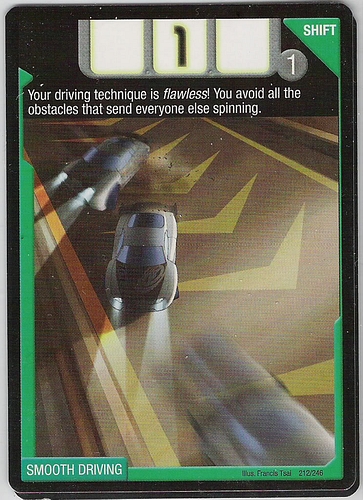 SHIFT
1
1
Your driving technique is flawless! You avoid all the
obstacles that send everyone else spinning.
SMOOTH DRIVING
Illus. Francis Tsai 212/246